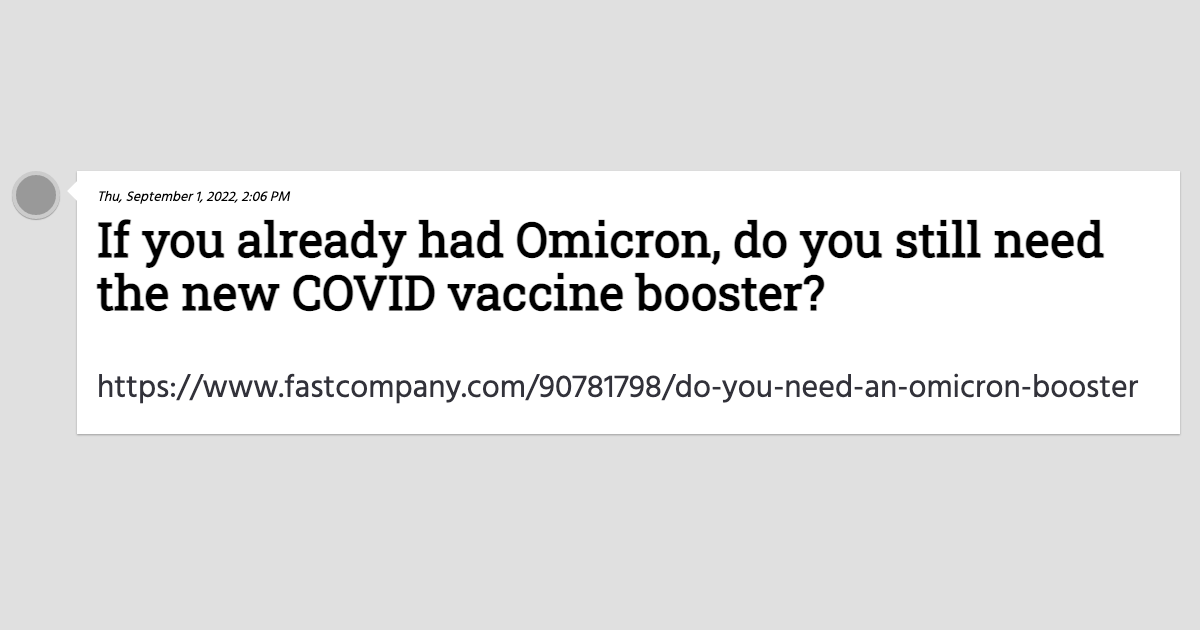 Thu, September 1, 2022, 2:06 PM
If you already had Omicron, do you still need
the new COVID vaccine booster?
https://www.fastcompany.com/90781798/do-you-need-an-omicron-booster